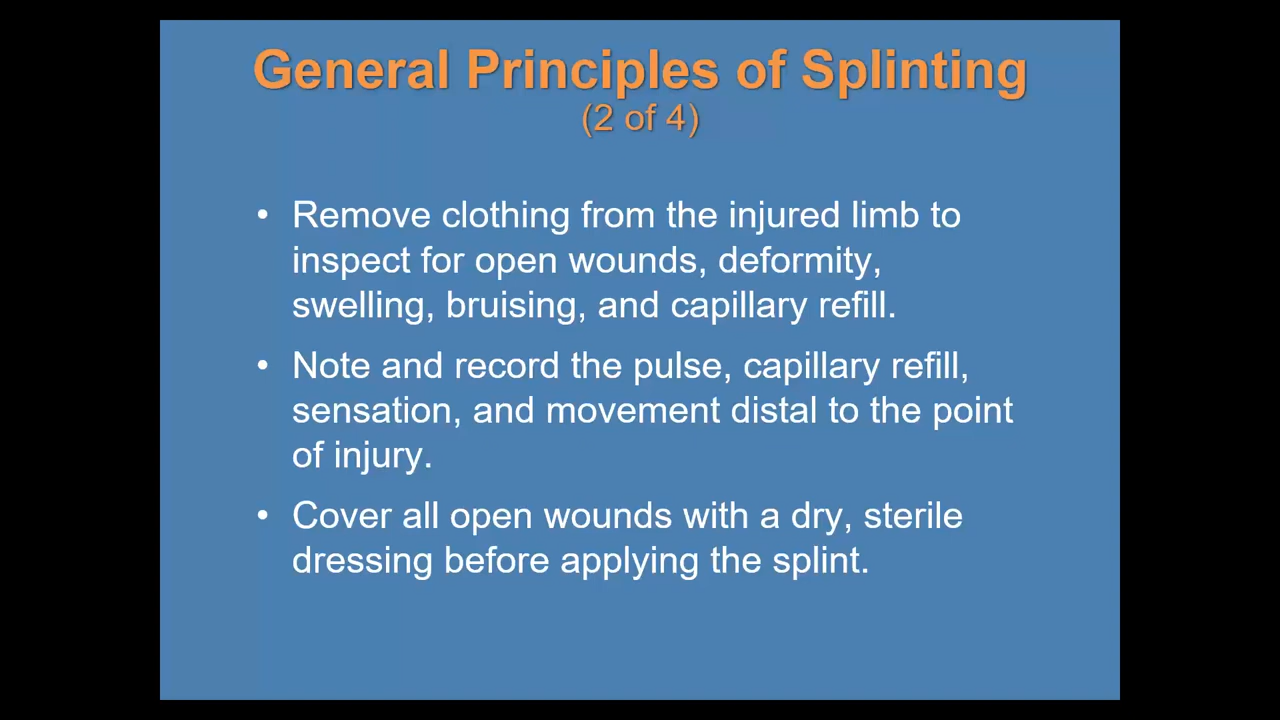 General Principles of Splinting
(2 of 4)
• Remove clothing from the injured limb to
inspect for open wounds, deformity,
swelling, bruising, and capillary refill.
• Note and record the pulse, capillary refill,
sensation, and movement distal to the point
of injury.
• Cover all open wounds with a dry, sterile
dressing before applying the splint.